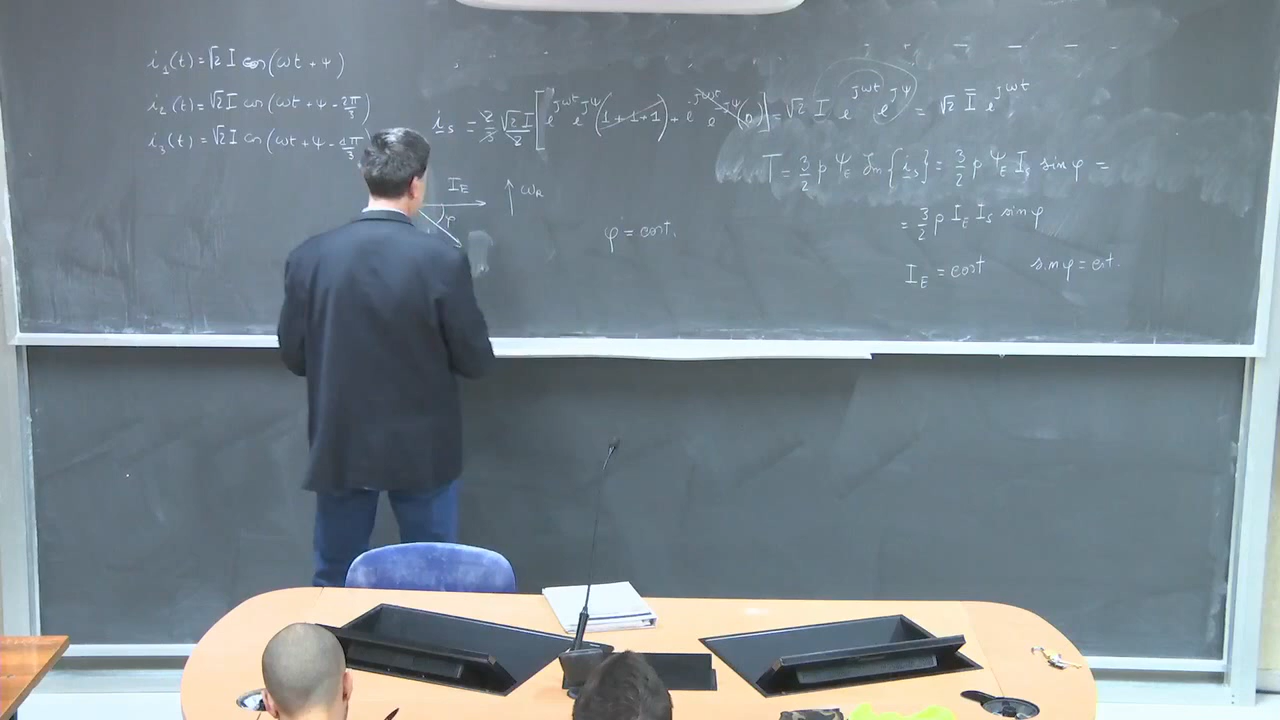 i₁(t) = √2 I cos(ωt + ψ)
i₂(t) = √2 I cos(ωt + ψ - 2π/3)
i₃(t) = √2 I cos(ωt + ψ - 4π/3)
i_s = 2/3 √2 I/2 [e^{jωt} e^{jψ} (1+1+1) + e^{-jωt} e^{-jψ} (0)] = √2 I e^{jωt} e^{jψ} = √2 Ī e^{jωt}
T = 3/2 p Ψ_E Im{i_s} = 3/2 p Ψ_E I_s sin φ =
= 3/2 p I_E I_s sin φ
I_E = cost sin φ = cost.
I_E
ω_R
φ
φ = cost.